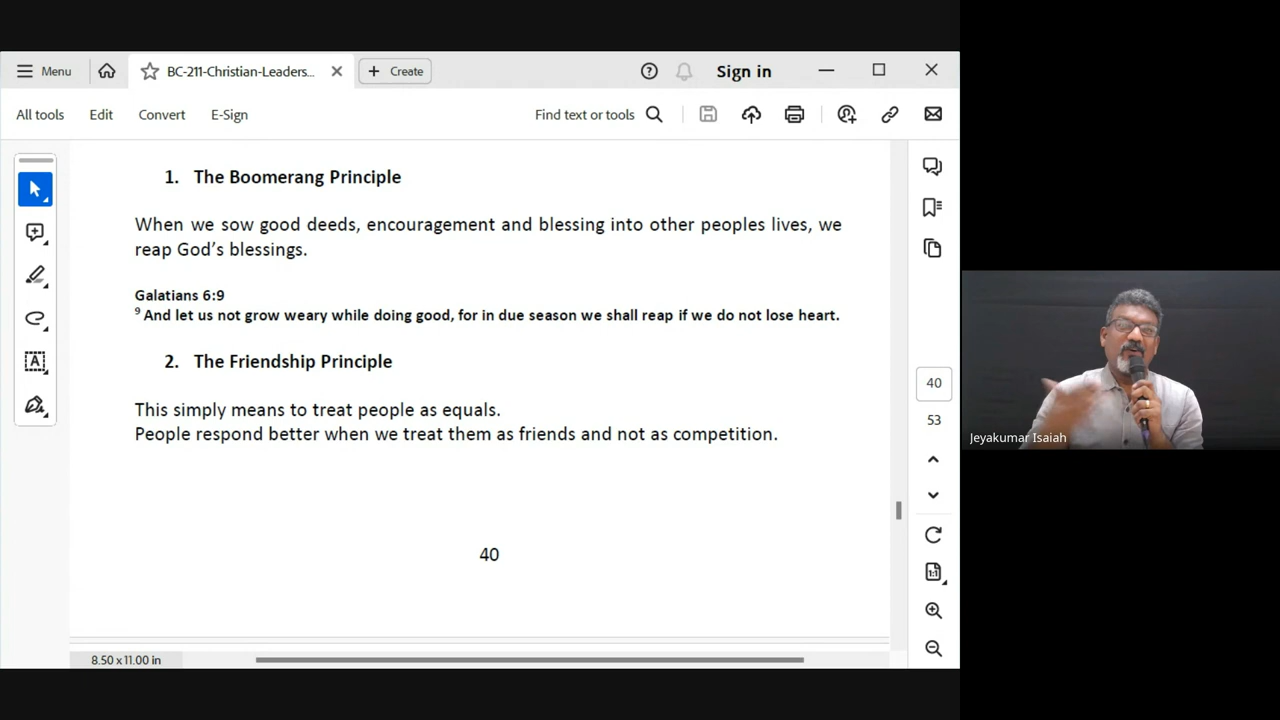 Menu
BC-211-Christian-Leaders...
Create
Sign in
All tools
Edit
Convert
E-Sign
Find text or tools
1. The Boomerang Principle
When we sow good deeds, encouragement and blessing into other peoples lives, we
reap God’s blessings.
Galatians 6:9
9 And let us not grow weary while doing good, for in due season we shall reap if we do not lose heart.
2. The Friendship Principle
This simply means to treat people as equals.
People respond better when we treat them as friends and not as competition.
40
40
53
8.50 x 11.00 in
Jeyakumar Isaiah